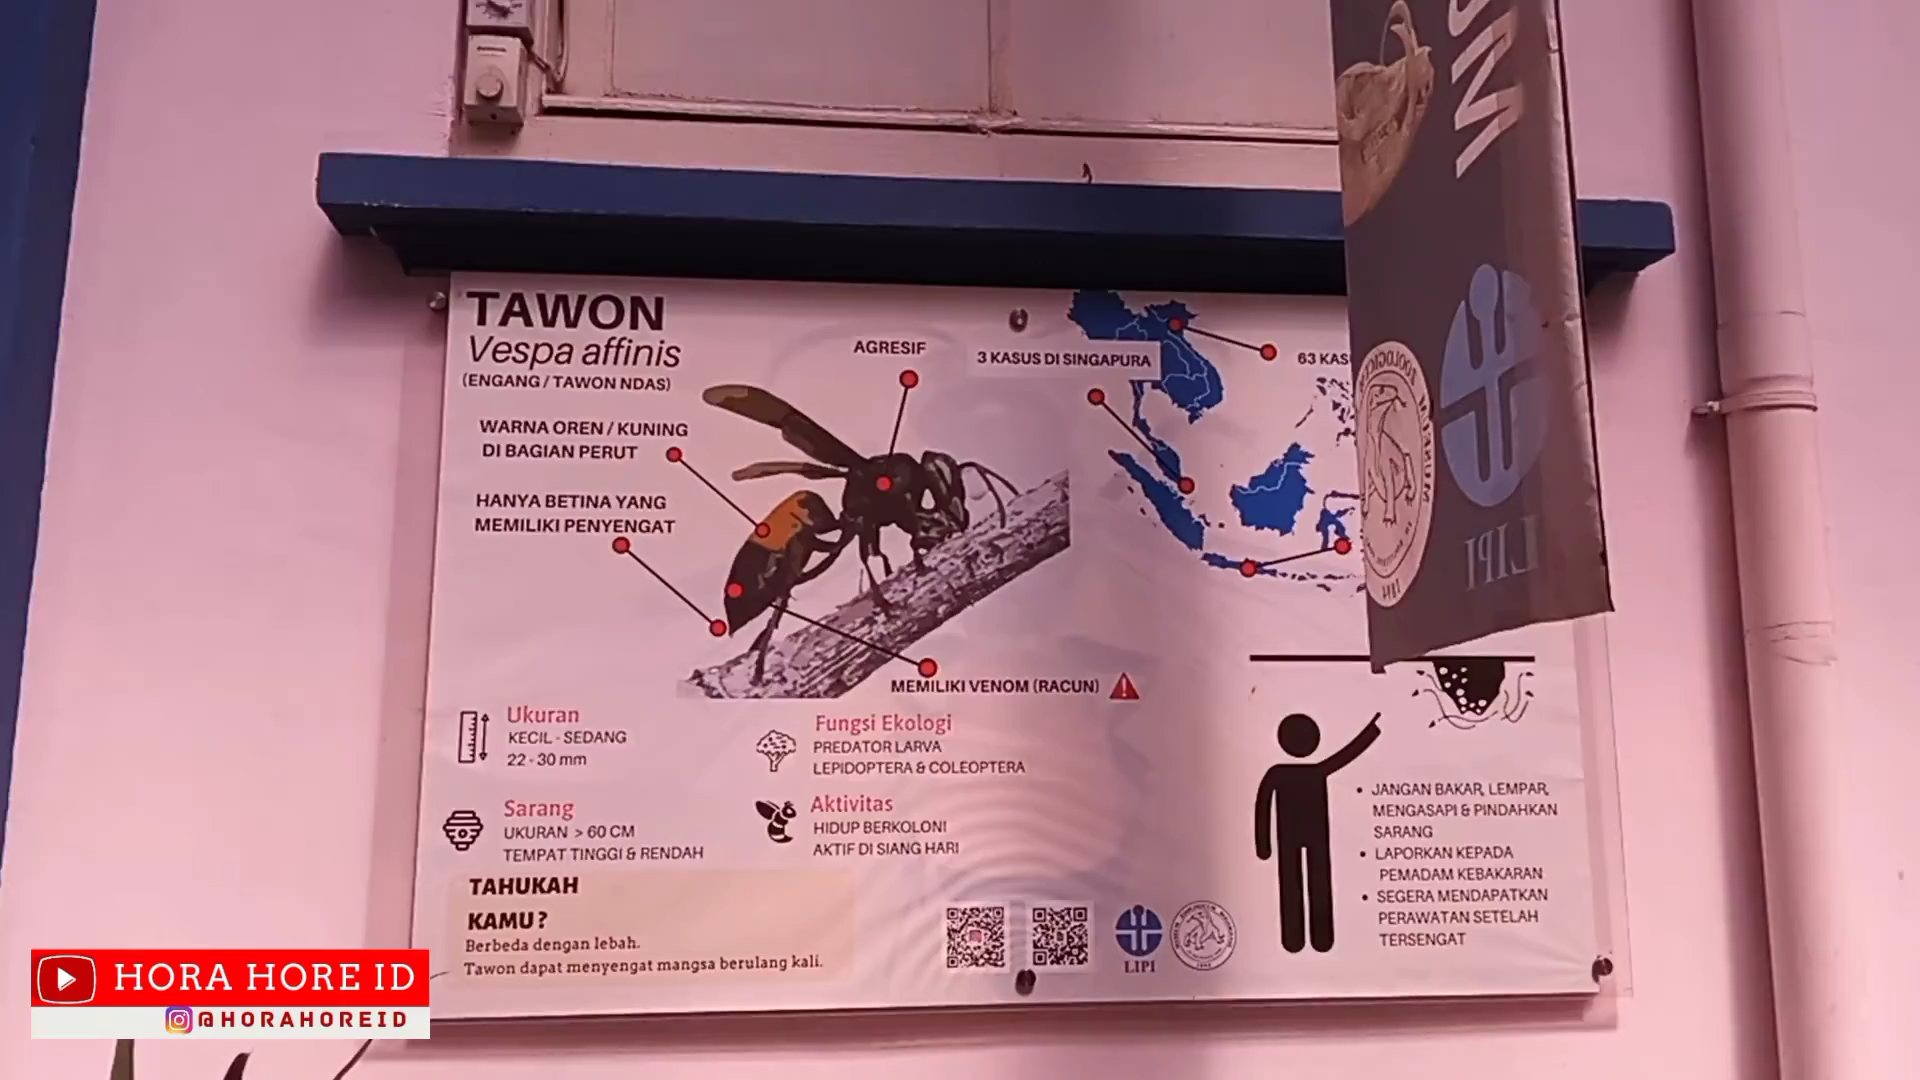 TAWON
Vespa affinis
(ENGANG / TAWON NDAS)
WARNA OREN / KUNING
DI BAGIAN PERUT
HANYA BETINA YANG
MEMILIKI PENYENGAT
AGRESIF
3 KASUS DI SINGAPURA
63
MEMILIKI VENOM (RACUN)
Ukuran
KECIL - SEDANG
22 - 30 mm
Fungsi Ekologi
PREDATOR LARVA
LEPIDOPTERA & COLEOPTERA
Sarang
UKURAN > 60 CM
TEMPAT TINGGI & RENDAH
Aktivitas
HIDUP BERKOLONI
AKTIF DI SIANG HARI
TAHUKAH
KAMU?
Berbeda dengan lebah.
Tawon dapat menyengat mangsa berulang kali.
LIPI
• JANGAN BAKAR, LEMPAR,
MENGASAPI & PINDAHKAN
SARANG
• LAPORKAN KEPADA
PEMADAM KEBAKARAN
• SEGERA MENDAPATKAN
PERAWATAN SETELAH
TERSENGAT
LIPI
HORA HORE ID
@HORAHOREID